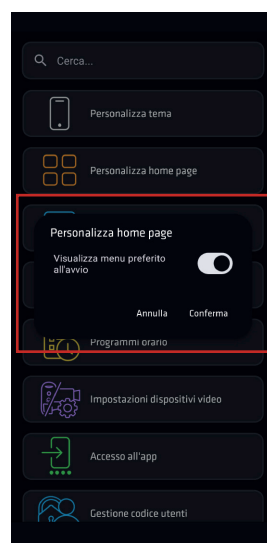 Cerca...
Personalizza tema
Personalizza home page
Personalizza home page
Visualizza menu preferito
all'avvio
Annulla Conferma
Programmi orario
Impostazioni dispositivi video
Accesso all'app
Gestione codice utenti